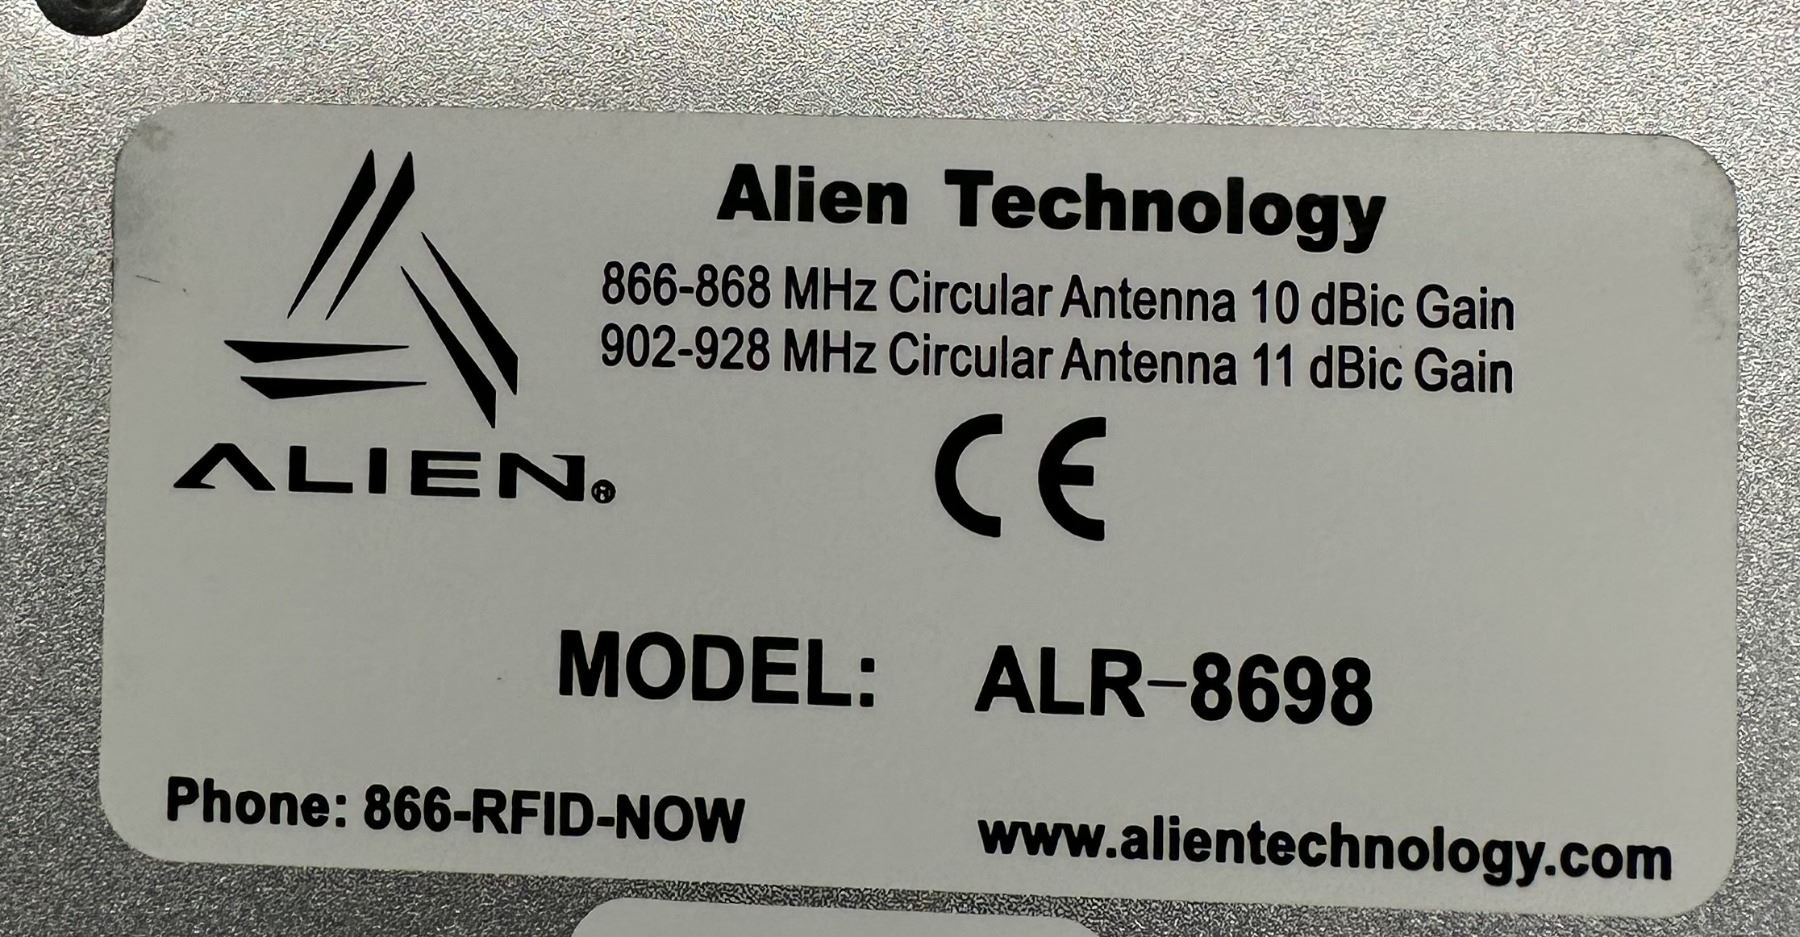 Alien Technology
866-868 MHz Circular Antenna 10 dBic Gain
902-928 MHz Circular Antenna 11 dBic Gain
ALIEN®
CE
MODEL: ALR-8698
Phone: 866-RFID-NOW
www.alientechnology.com